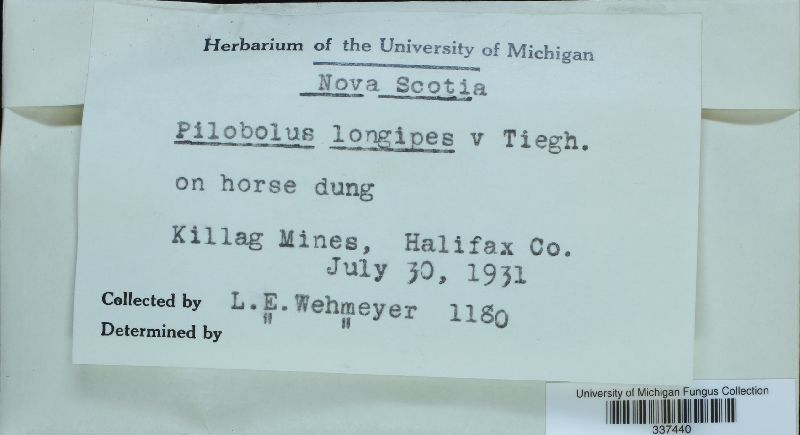 Herbarium of the University of Michigan
Nova Scotia
Pilobolus longipes v Tiegh.
on horse dung
Killag Mines, Halifax Co.
July 30, 1931
Collected by L.E.Wehmeyer 1180
Determined by " "
University of Michigan Fungus Collection
337440